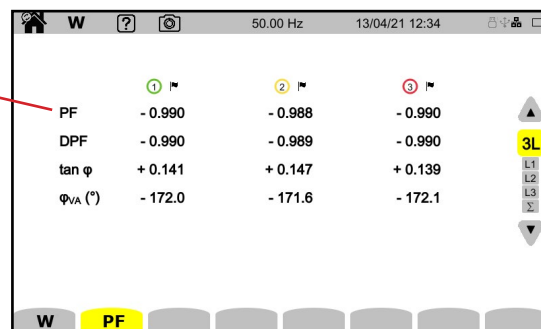 W ? 50.00 Hz 13/04/21 12:34
1 2 3
PF - 0.990 - 0.988 - 0.990
DPF - 0.990 - 0.989 - 0.990
tan φ + 0.141 + 0.147 + 0.139
φVA (°) - 172.0 - 171.6 - 172.1
3L
L1
L2
L3
Σ
W PF